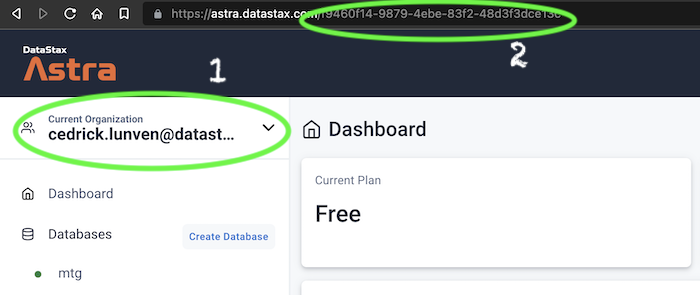 https://astra.datastax.com/f9460f14-9879-4ebe-83f2-48d3f3dce13c
2
DataStax
Astra
1
Current Organization
cedrick.lunven@datast...
Dashboard
Current Plan
Free
Dashboard
Databases
Create Database
mtg